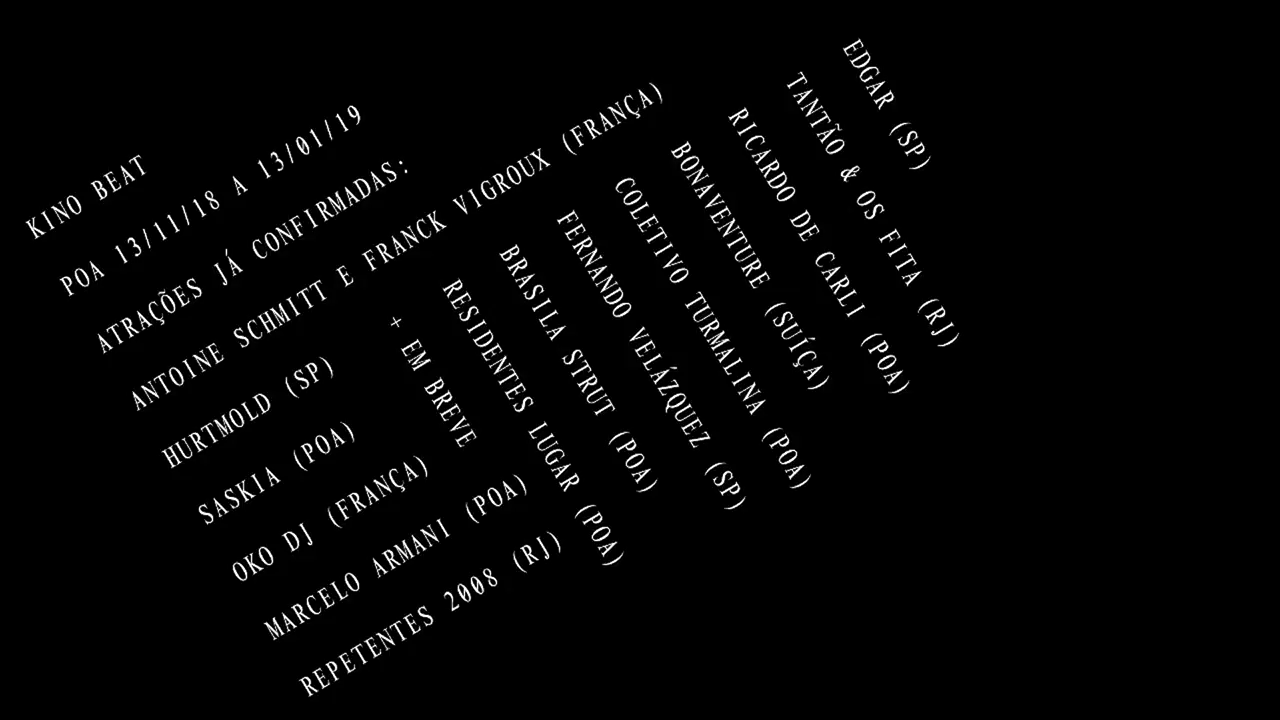 KINO BEAT
POA 13/11/18 A 13/01/19
ATRAÇÕES JÁ CONFIRMADAS:
ANTOINE SCHMITT E FRANCK VIGROUX (FRANÇA)
HURTMOLD (SP)
SASKIA (POA)
OKO DJ (FRANÇA)
MARCELO ARMANI (POA)
REPETENTES 2008 (RJ)
EDGAR (SP)
TANTÃO & OS FITA (RJ)
RICARDO DE CARLI (POA)
BONAVENTURE (SUÍÇA)
COLETIVO TURMALINA (POA)
FERNANDO VELÁZQUEZ (SP)
BRASILA STRUT (POA)
RESIDENTES LUGAR (POA)
+ EM BREVE